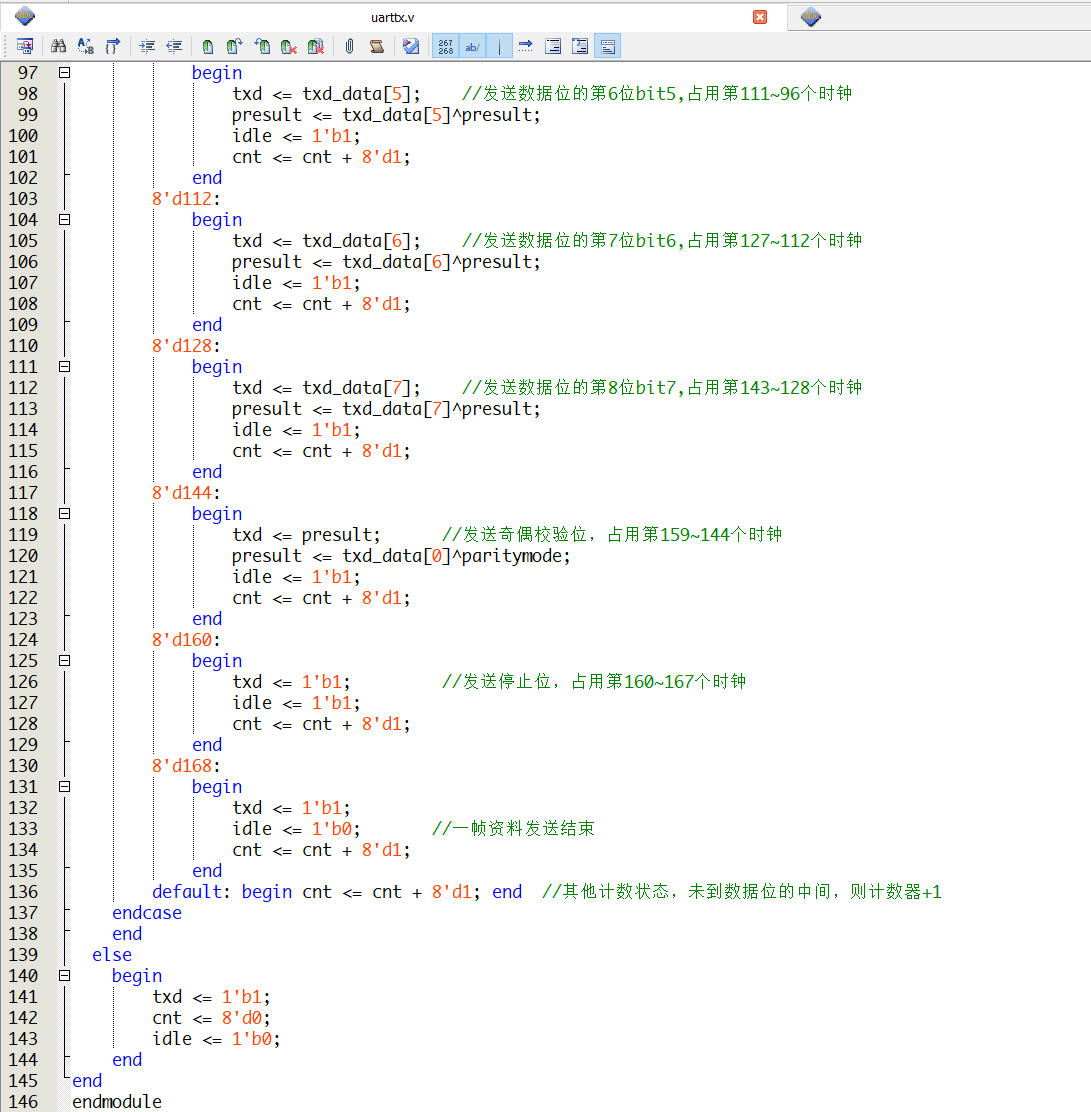 uarttx.v
97 begin
98 txd <= txd_data[5]; //发送数据位的第6位bit5,占用第111~96个时钟
99 presult <= txd_data[5]^presult;
100 idle <= 1'b1;
101 cnt <= cnt + 8'd1;
102 end
103 8'd112:
104 begin
105 txd <= txd_data[6]; //发送数据位的第7位bit6,占用第127~112个时钟
106 presult <= txd_data[6]^presult;
107 idle <= 1'b1;
108 cnt <= cnt + 8'd1;
109 end
110 8'd128:
111 begin
112 txd <= txd_data[7]; //发送数据位的第8位bit7,占用第143~128个时钟
113 presult <= txd_data[7]^presult;
114 idle <= 1'b1;
115 cnt <= cnt + 8'd1;
116 end
117 8'd144:
118 begin
119 txd <= presult; //发送奇偶校验位，占用第159~144个时钟
120 presult <= txd_data[0]^paritymode;
121 idle <= 1'b1;
122 cnt <= cnt + 8'd1;
123 end
124 8'd160:
125 begin
126 txd <= 1'b1; //发送停止位，占用第160~167个时钟
127 idle <= 1'b1;
128 cnt <= cnt + 8'd1;
129 end
130 8'd168:
131 begin
132 txd <= 1'b1;
133 idle <= 1'b0; //一帧资料发送结束
134 cnt <= cnt + 8'd1;
135 end
136 default: begin cnt <= cnt + 8'd1; end //其他计数状态，未到数据位的中间，则计数器+1
137 endcase
138 end
139 else
140 begin
141 txd <= 1'b1;
142 cnt <= 8'd0;
143 idle <= 1'b0;
144 end
145 end
146 endmodule